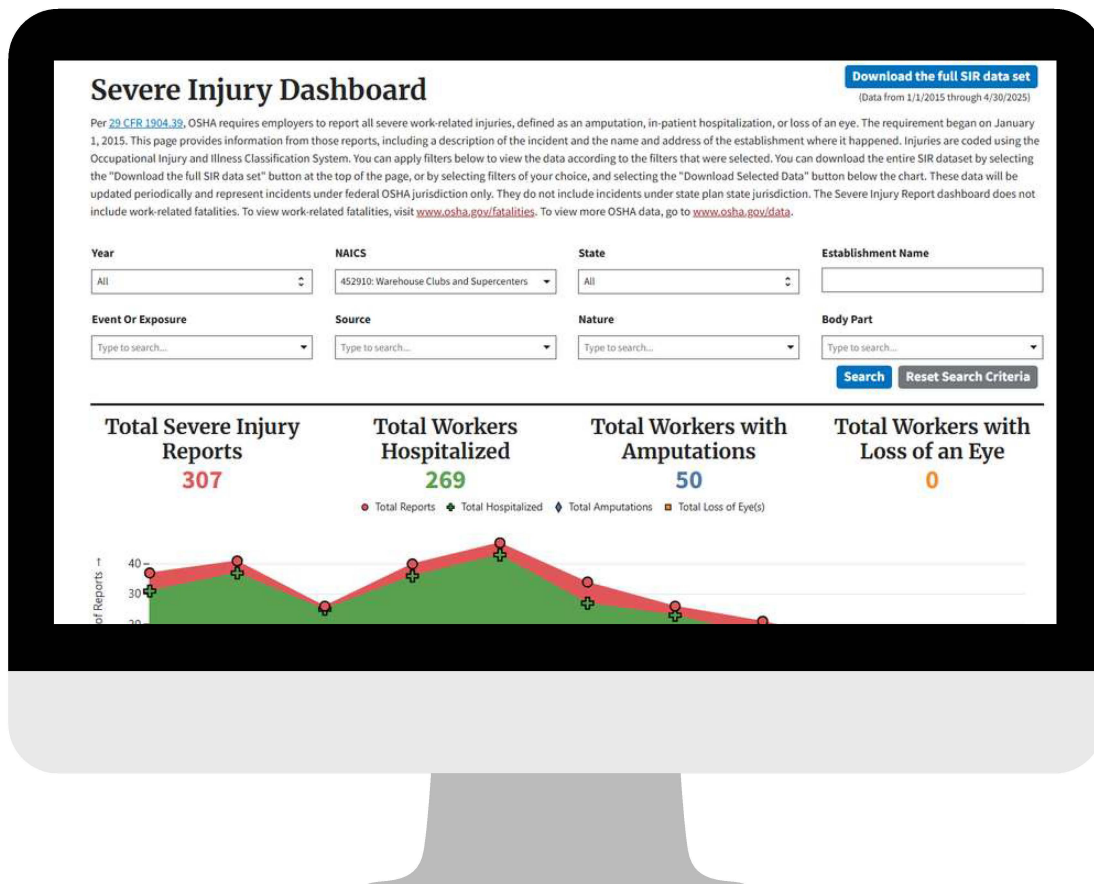 Severe Injury Dashboard
Download the full SIR data set
(Data from 1/1/2015 through 4/30/2025)
Per 29 CFR 1904.39, OSHA requires employers to report all severe work-related injuries, defined as an amputation, in-patient hospitalization, or loss of an eye. The requirement began on January
1, 2015. This page provides information from those reports, including a description of the incident and the name and address of the establishment where it happened. Injuries are coded using the
Occupational Injury and Illness Classification System. You can apply filters below to view the data according to the filters that were selected. You can download the entire SIR dataset by selecting
the "Download the full SIR data set" button at the top of the page, or by selecting filters of your choice, and selecting the "Download Selected Data" button below the chart. These data will be
updated periodically and represent incidents under federal OSHA jurisdiction only. They do not include incidents under state plan state jurisdiction. The Severe Injury Report dashboard does not
include work-related fatalities. To view work-related fatalities, visit www.osha.gov/fatalities. To view more OSHA data, go to www.osha.gov/data.
Year NAICS State Establishment Name
All 452910: Warehouse Clubs and Supercenters All
Event Or Exposure Source Nature Body Part
Type to search... Type to search... Type to search... Type to search...
Search Reset Search Criteria
Total Severe Injury Total Workers Total Workers with Total Workers with
Reports Hospitalized Amputations Loss of an Eye
307 269 50 0
Total Reports Total Hospitalized Total Amputations Total Loss of Eye(s)
of Reports →
40
30